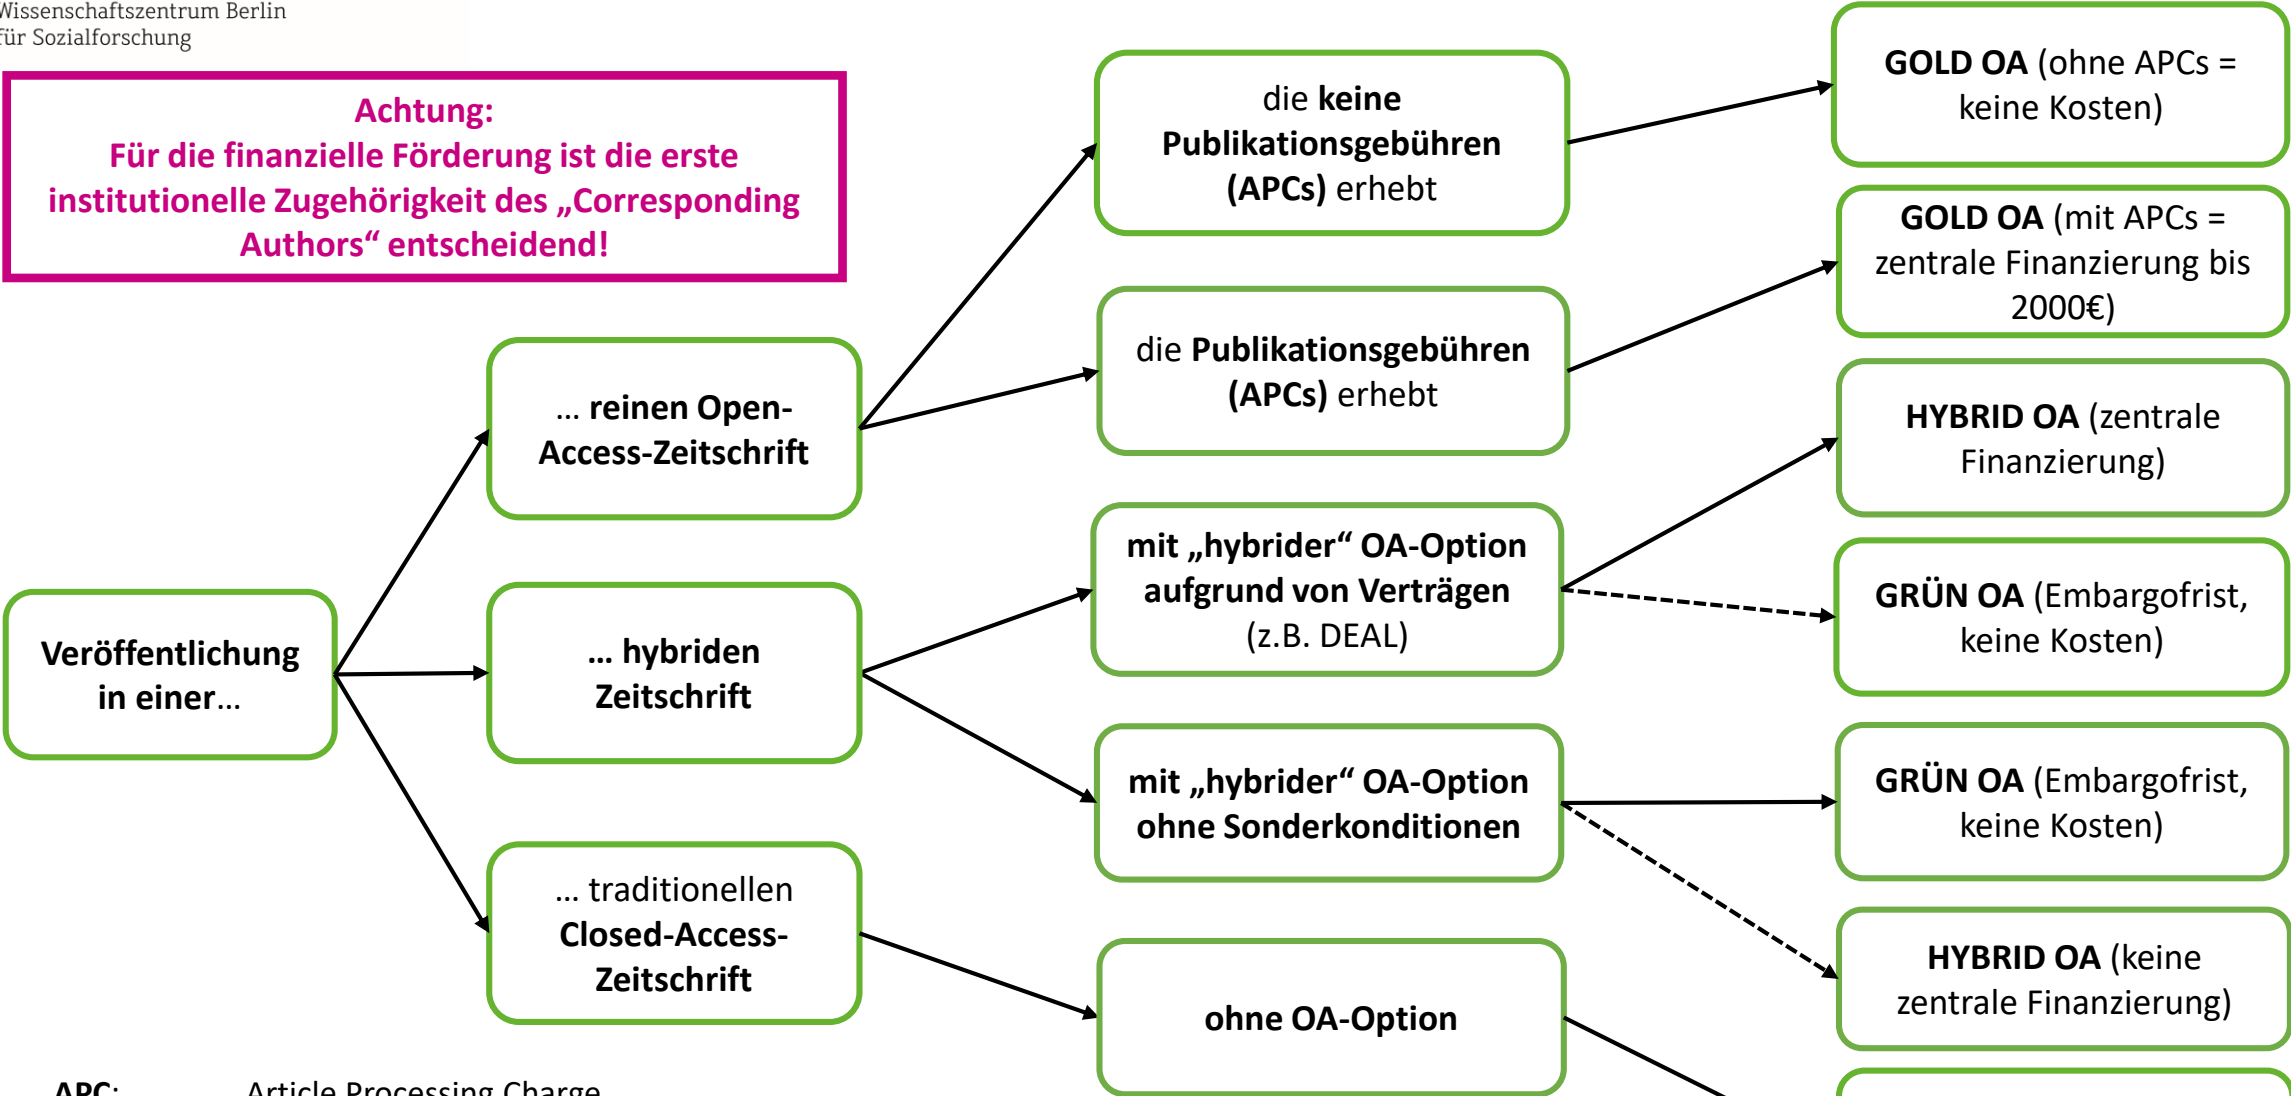 Wissenschaftszentrum Berlin
für Sozialforschung
Achtung:
Für die finanzielle Förderung ist die erste
institutionelle Zugehörigkeit des „Corresponding
Authors“ entscheidend!
Veröffentlichung
in einer...
... reinen Open-
Access-Zeitschrift
... hybriden
Zeitschrift
... traditionellen
Closed-Access-
Zeitschrift
die keine
Publikationsgebühren
(APCs) erhebt
die Publikationsgebühren
(APCs) erhebt
mit „hybrider“ OA-Option
aufgrund von Verträgen
(z.B. DEAL)
mit „hybrider“ OA-Option
ohne Sonderkonditionen
ohne OA-Option
GOLD OA (ohne APCs =
keine Kosten)
GOLD OA (mit APCs =
zentrale Finanzierung bis
2000€)
HYBRID OA (zentrale
Finanzierung)
GRÜN OA (Embargofrist,
keine Kosten)
GRÜN OA (Embargofrist,
keine Kosten)
HYBRID OA (keine
zentrale Finanzierung)
APC: Article Processing Charge